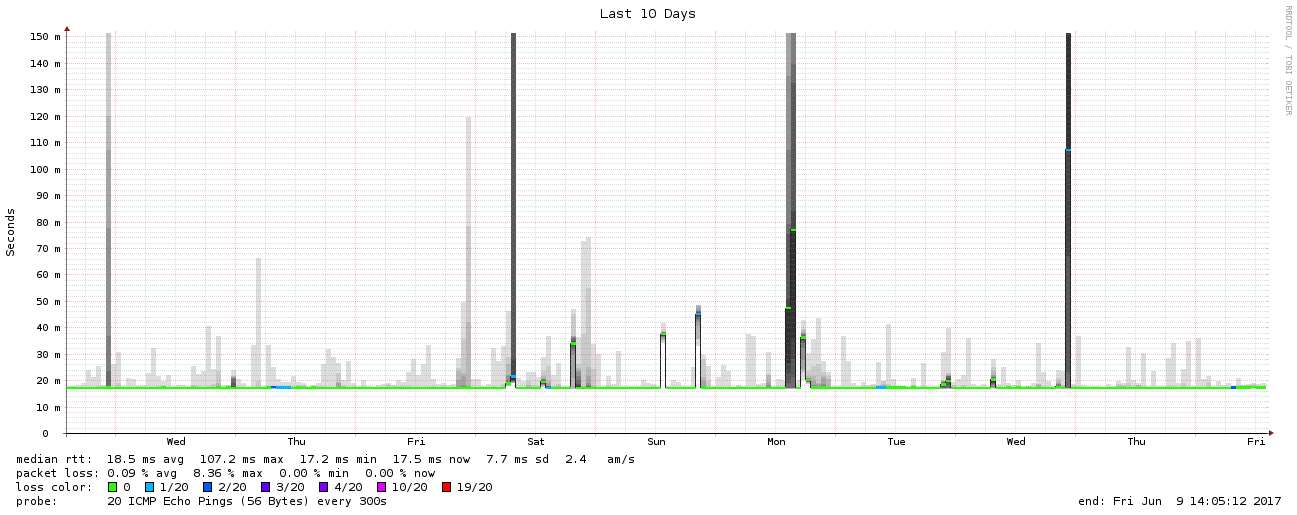 Last 10 Days
RRDTOOL / TOBI OETIKER
Seconds
150 m
140 m
130 m
120 m
110 m
100 m
90 m
80 m
70 m
60 m
50 m
40 m
30 m
20 m
10 m
0
Wed Thu Fri Sat Sun Mon Tue Wed Thu Fri
median rtt: 18.5 ms avg 107.2 ms max 17.2 ms min 17.5 ms now 7.7 ms sd 2.4 am/s
packet loss: 0.09 % avg 8.36 % max 0.00 % min 0.00 % now
loss color: 0 1/20 2/20 3/20 4/20 10/20 19/20
probe: 20 ICMP Echo Pings (56 Bytes) every 300s end: Fri Jun 9 14:05:12 2017